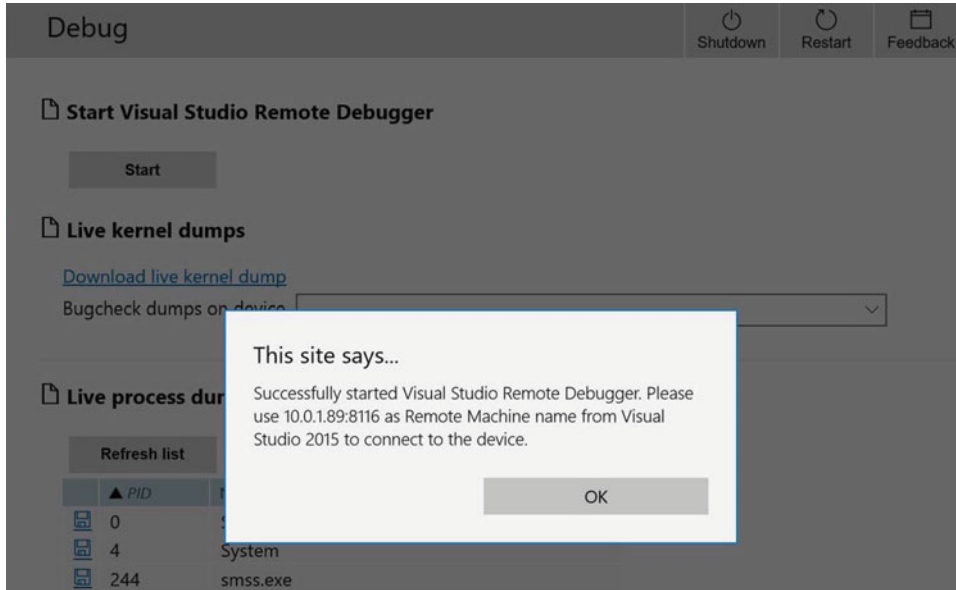 Debug
Shutdown
Restart
Feedback
Start Visual Studio Remote Debugger
Start
Live kernel dumps
Download live kernel dump
Bugcheck dumps on device
This site says...
Successfully started Visual Studio Remote Debugger. Please
use 10.0.1.89:8116 as Remote Machine name from Visual
Studio 2015 to connect to the device.
OK
Live process
Refresh list
▲ PID
0
4 System
244 smss.exe